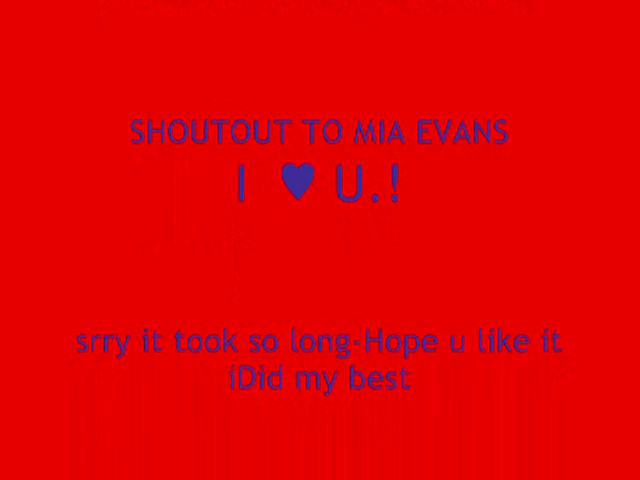 SHOUTOUT TO MIA EVANS
I ♥ U.!
srry it took so long-Hope u like it
iDid my best